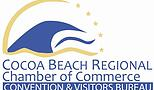 COCOA BEACH REGIONAL
Chamber of Commerce
CONVENTION & VISITORS BUREAU